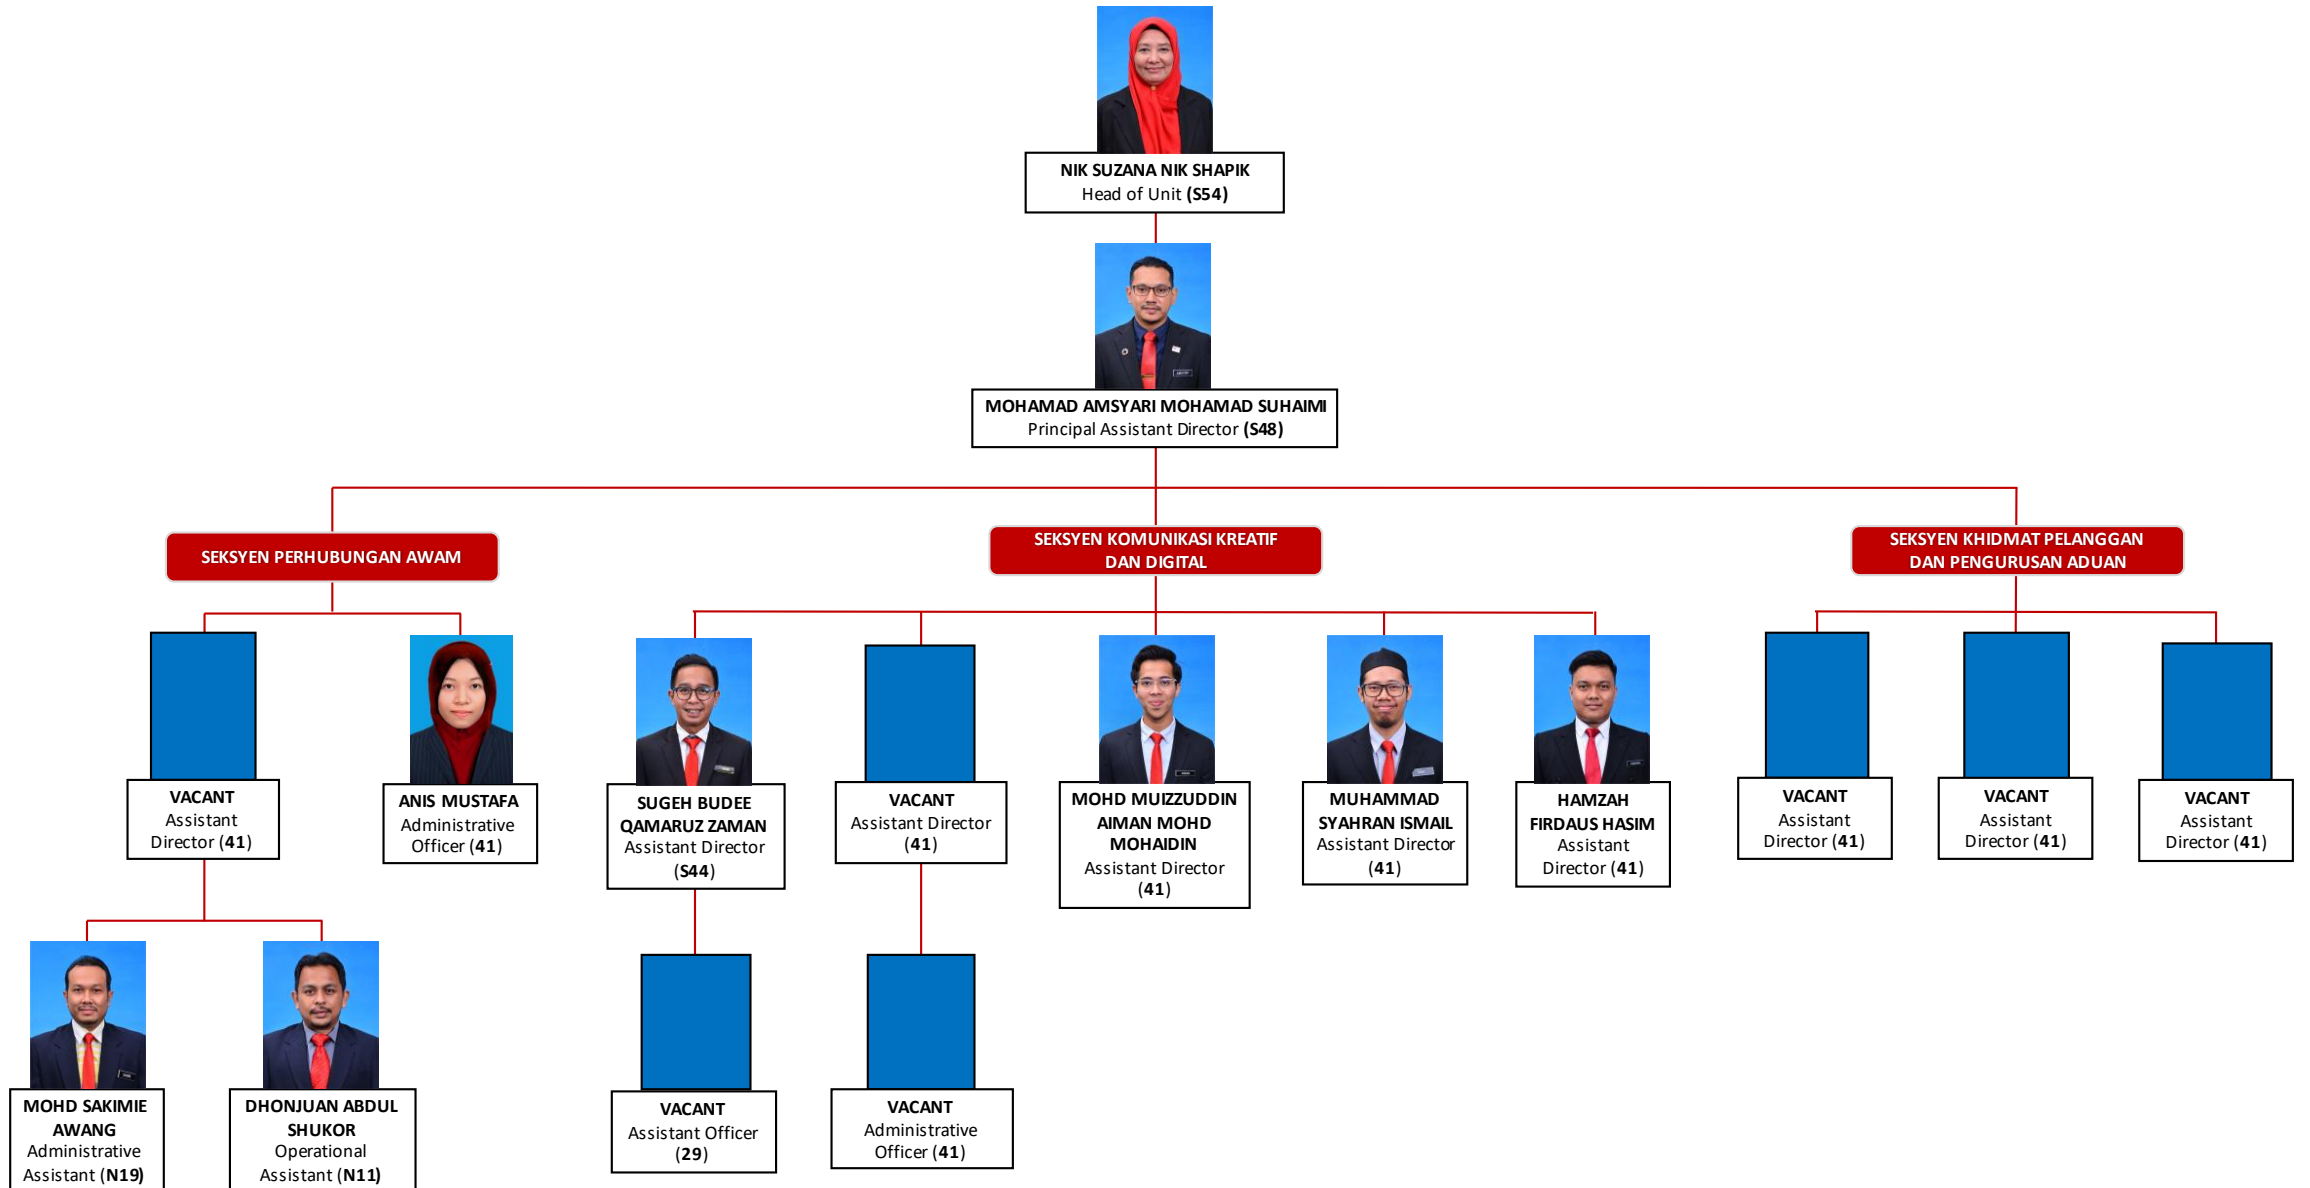 NIK SUZANA NIK SHAPIK
Head of Unit (S54)
MOHAMAD AMSYARI MOHAMAD SUHAIMI
Principal Assistant Director (S48)
SEKSYEN PERHUBUNGAN AWAM
SEKSYEN KOMUNIKASI KREATIF
DAN DIGITAL
SEKSYEN KHIDMAT PELANGGAN
DAN PENGURUSAN ADUAN
VACANT
Assistant
Director (41)
ANIS MUSTAFA
Administrative
Officer (41)
SUGEH BUDEE
QAMARUZ ZAMAN
Assistant Director
(S44)
VACANT
Assistant Director
(41)
MOHD MUIZZUDDIN
AIMAN MOHD
MOHAIDIN
Assistant Director
(41)
MUHAMMAD
SYAHRAN ISMAIL
Assistant Director
(41)
HAMZAH
FIRDAUS HASIM
Assistant
Director (41)
VACANT
Assistant
Director (41)
VACANT
Assistant
Director (41)
VACANT
Assistant
Director (41)
MOHD SAKIMIE
AWANG
Administrative
Assistant (N19)
DHONJUAN ABDUL
SHUKOR
Operational
Assistant (N11)
VACANT
Assistant Officer
(29)
VACANT
Administrative
Officer (41)